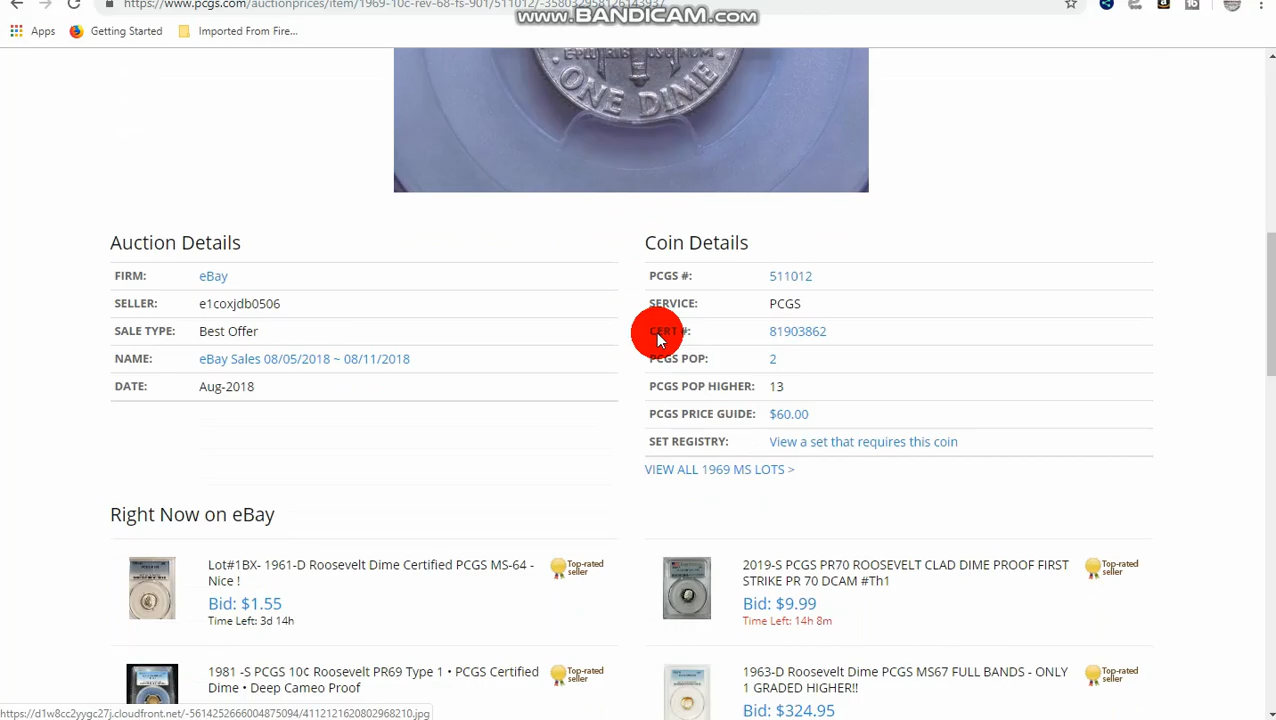 https://www.pcgs.com/auctionprices/item/1969-10c-rev-68-fs-901/511012/-3580329581261439​37
www.BANDICAM.com
Apps Getting Started Imported From Fire...
E·PLURIB S U NUM
·ONE DIME·
Auction Details
FIRM: eBay
SELLER: e1coxjdb0506
SALE TYPE: Best Offer
NAME: eBay Sales 08/05/2018 ~ 08/11/2018
DATE: Aug-2018
Coin Details
PCGS #: 511012
SERVICE: PCGS
CERT #: 81903862
PCGS POP: 2
PCGS POP HIGHER: 13
PCGS PRICE GUIDE: $60.00
SET REGISTRY: View a set that requires this coin
VIEW ALL 1969 MS LOTS >
Right Now on eBay
Lot#1BX- 1961-D Roosevelt Dime Certified PCGS MS-64 -
Nice !
Bid: $1.55
Time Left: 3d 14h
Top-rated
seller
2019-S PCGS PR70 ROOSEVELT CLAD DIME PROOF FIRST
STRIKE PR 70 DCAM #Th1
Bid: $9.99
Time Left: 14h 8m
Top-rated
seller
1981 -S PCGS 10¢ Roosevelt PR69 Type 1 • PCGS Certified
Dime • Deep Cameo Proof
Top-rated
seller
1963-D Roosevelt Dime PCGS MS67 FULL BANDS - ONLY
1 GRADED HIGHER!!
Bid: $324.95
Top-rated
seller
https://d1w8cc2yygc27j.cloudfront.net/-5614252666004875094/4112121620802968210.jpg